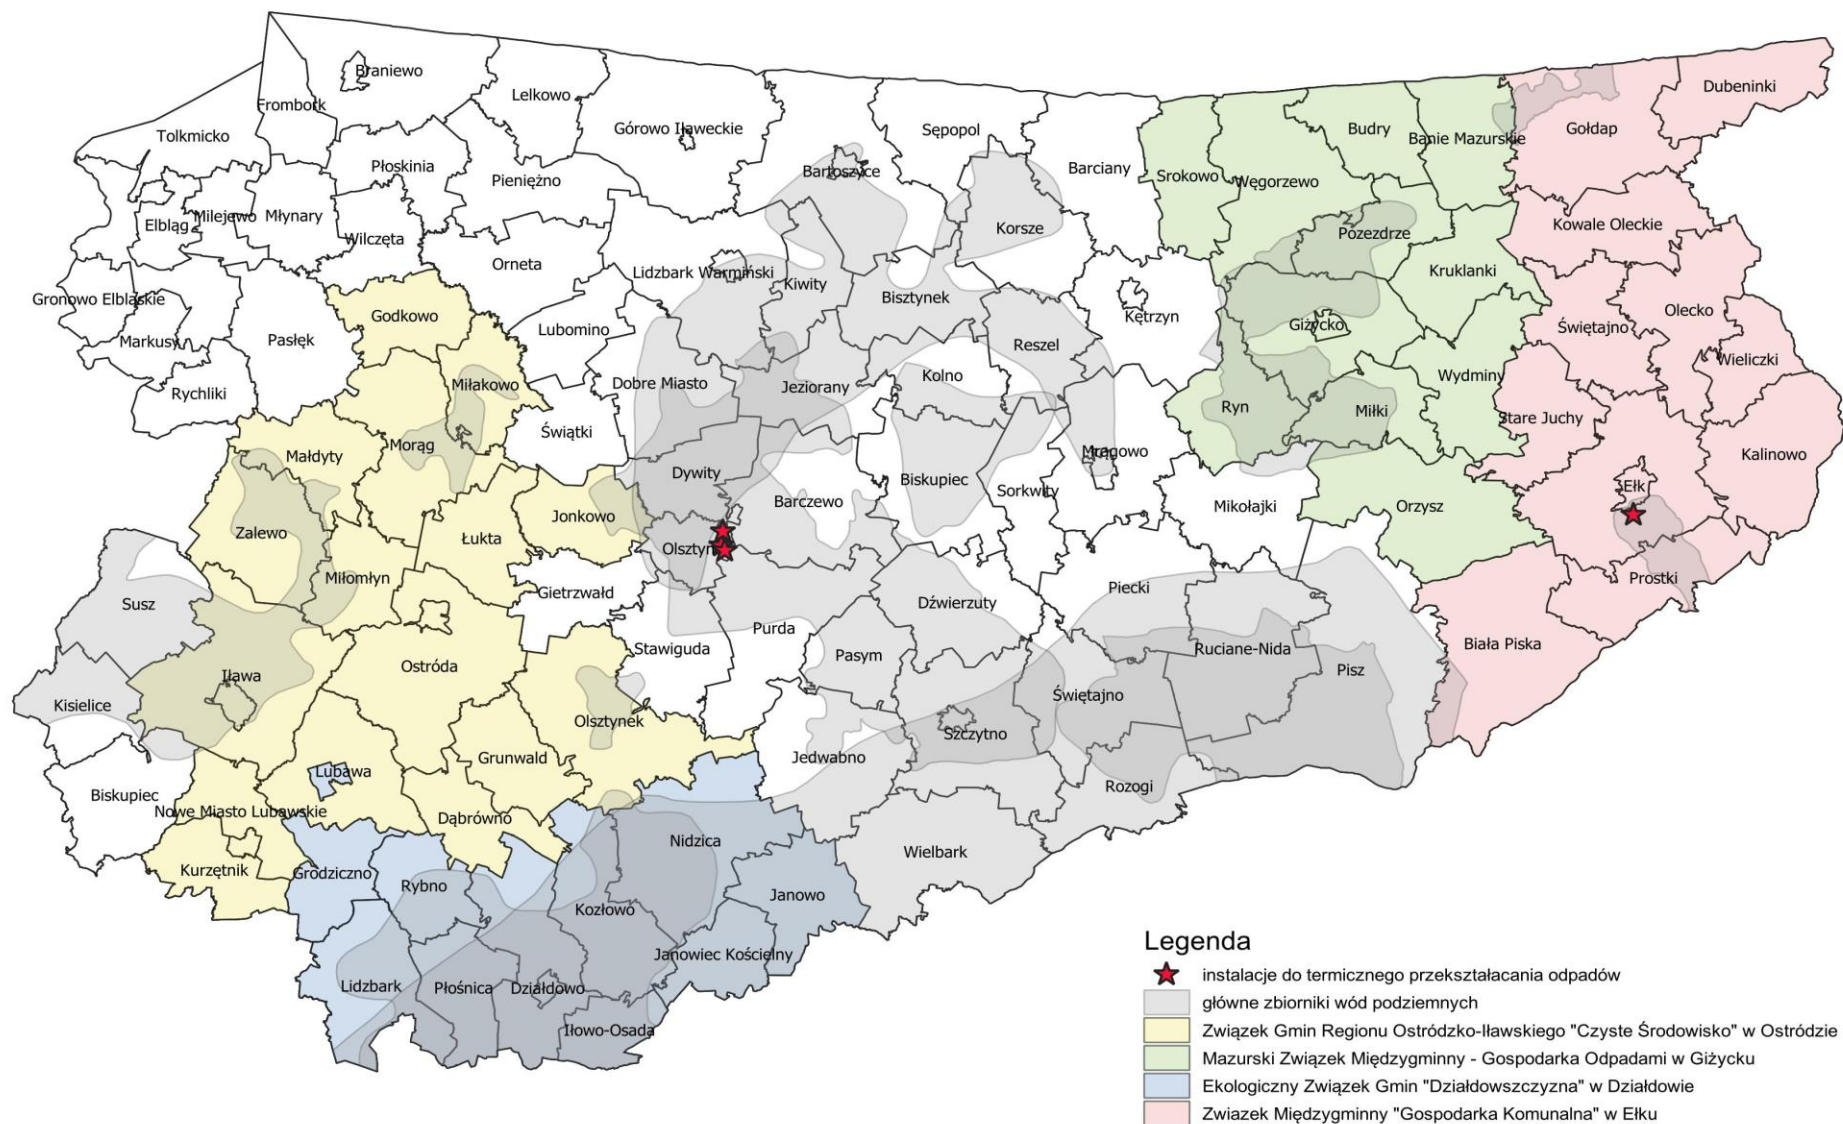 Braniewo
Lelkowo
Dubeninki
Frombork
Tolkmicko
Górowo Iławeckie
Sępopol
Budry
Banie Mazurskie
Gołdap
Płoskinia
Pieniężno
Bartoszyce
Barciany
Srokowo
Węgorzewo
Elbląg
Milejewo
Młynary
Wilczęta
Korsze
Pozezdrze
Kowale Oleckie
Orneta
Lidzbark Warmiński
Kiwity
Bisztynek
Kruklanki
Gronowo Elbląskie
Godkowo
Lubomino
Kętrzyn
Giżycko
Świętajno
Olecko
Markusy
Pasłęk
Reszel
Wieliczki
Rychliki
Miłakowo
Dobre Miasto
Jeziorany
Kolno
Wydminy
Ryn
Miłki
Stare Juchy
Świątki
Małdyty
Morąg
Mrągowo
Kalinowo
Dywity
Barczewo
Biskupiec
Sorkwity
Mikołajki
Orzysz
Ełk
Zalewo
Łukta
Jonkowo
Olsztyn
Susz
Miłomłyn
Gietrzwałd
Dźwierzuty
Piecki
Prostki
Purda
Stawiguda
Pasym
Ruciane-Nida
Biała Piska
Iława
Ostróda
Pisz
Kisielice
Świętajno
Olsztynek
Szczytno
Lubawa
Grunwald
Jedwabno
Rozogi
Biskupiec
Nowe Miasto Lubawskie
Dąbrówno
Nidzica
Wielbark
Kurzętnik
Grodziczno
Rybno
Kozłowo
Janowo
Janowiec Kościelny
Lidzbark
Płośnica
Działdowo
Iłowo-Osada
Legenda
instalacje do termicznego przekształacania odpadów
główne zbiorniki wód podziemnych
Związek Gmin Regionu Ostródzko-Iławskiego "Czyste Środowisko" w Ostródzie
Mazurski Związek Międzygminny - Gospodarka Odpadami w Giżycku
Ekologiczny Związek Gmin "Działdowszczyzna" w Działdowie
Zwiazek Międzygminny "Gospodarka Komunalna" w Ełku